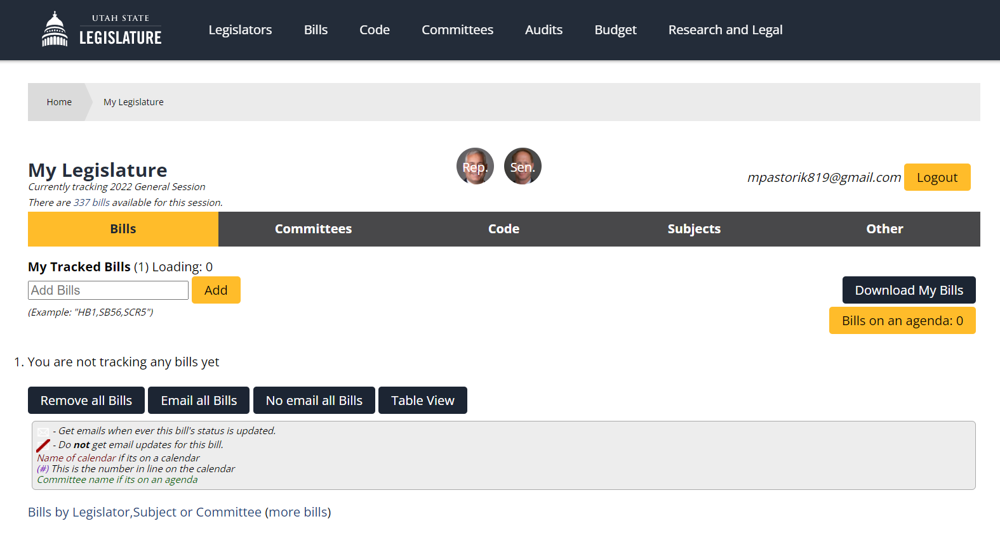 UTAH STATE
LEGISLATURE
Legislators Bills Code Committees Audits Budget Research and Legal
Home My Legislature
Rep. Sen.
My Legislature
Currently tracking 2022 General Session
There are 337 bills available for this session.
mpastorik819@gmail.com Logout
Bills Committees Code Subjects Other
My Tracked Bills (1) Loading: 0
Add Bills Add
(Example: "HB1,SB56,SCR5")
Download My Bills
Bills on an agenda: 0
1. You are not tracking any bills yet
Remove all Bills Email all Bills No email all Bills Table View
- Get emails when ever this bill's status is updated.
- Do not get email updates for this bill.
Name of calendar if its on a calendar
(#) This is the number in line on the calendar
Committee name if its on an agenda
Bills by Legislator,Subject or Committee (more bills)